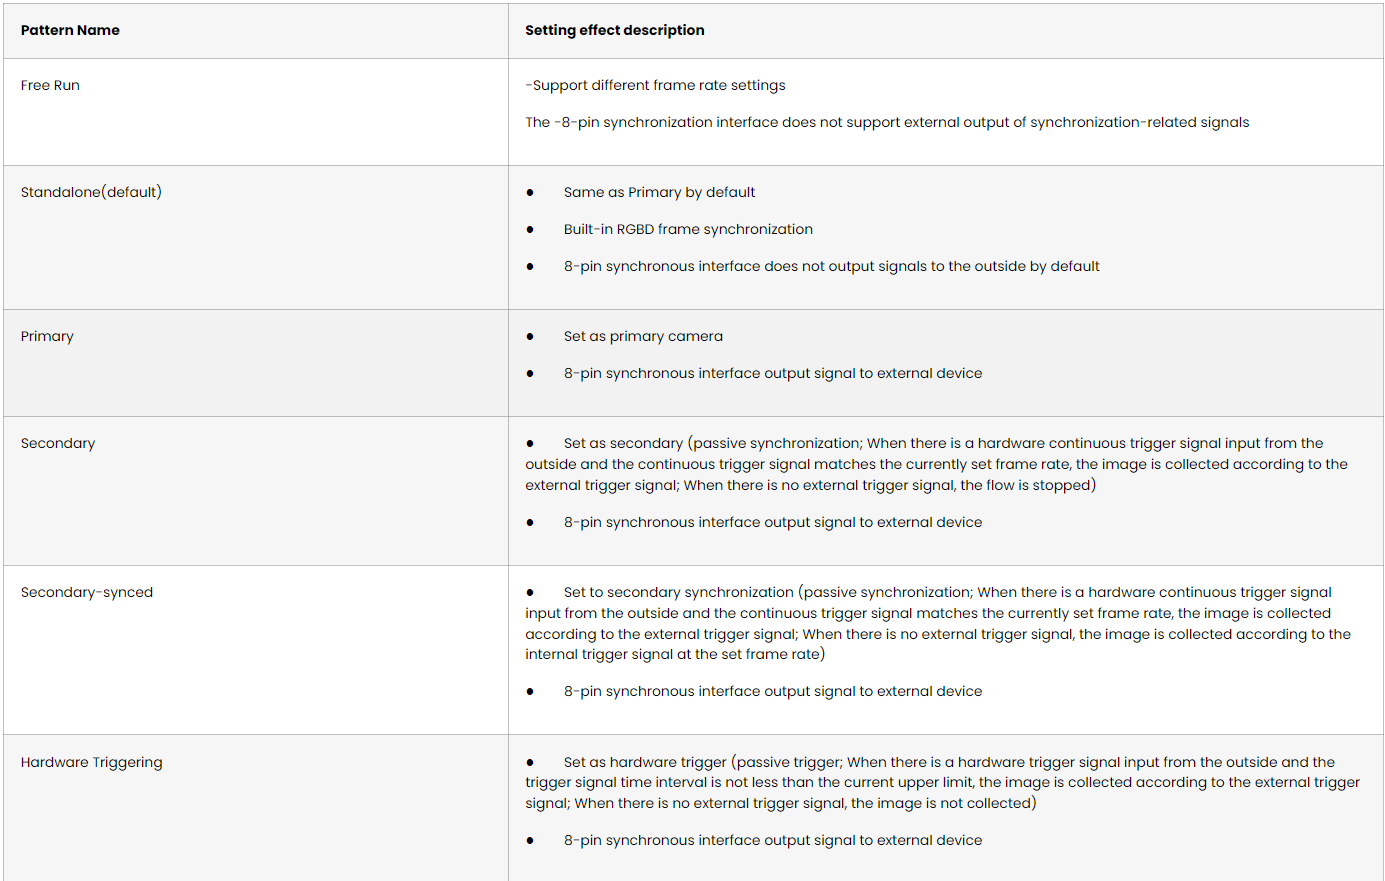 Pattern Name
Setting effect description
Free Run
-Support different frame rate settings
The -8-pin synchronization interface does not support external output of synchronization-related signals
Standalone(default)
● Same as Primary by default
● Built-in RGBD frame synchronization
● 8-pin synchronous interface does not output signals to the outside by default
Primary
● Set as primary camera
● 8-pin synchronous interface output signal to external device
Secondary
● Set as secondary (passive synchronization; When there is a hardware continuous trigger signal input from the
outside and the continuous trigger signal matches the currently set frame rate, the image is collected according to the
external trigger signal; When there is no external trigger signal, the flow is stopped)
● 8-pin synchronous interface output signal to external device
Secondary-synced
● Set to secondary synchronization (passive synchronization; When there is a hardware continuous trigger signal
input from the outside and the continuous trigger signal matches the currently set frame rate, the image is collected
according to the external trigger signal; When there is no external trigger signal, the image is collected according to the
internal trigger signal at the set frame rate)
● 8-pin synchronous interface output signal to external device
Hardware Triggering
● Set as hardware trigger (passive trigger; When there is a hardware trigger signal input from the outside and the
trigger signal time interval is not less than the current upper limit, the image is collected according to the external trigger
signal; When there is no external trigger signal, the image is not collected)
● 8-pin synchronous interface output signal to external device